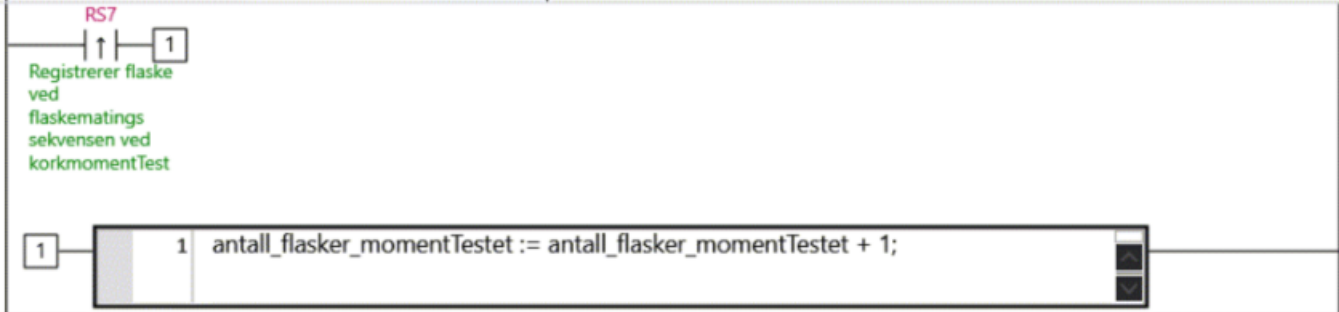 RS7
1
Registrerer flaske
ved
flaskematings
sekvensen ved
korkmomentTest
1
1 antall_flasker_momentTestet := antall_flasker_momentTestet + 1;